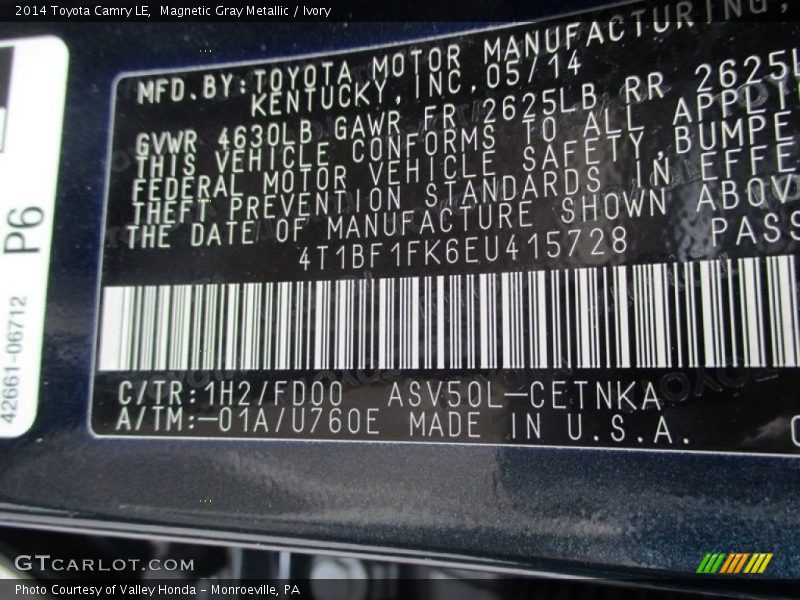 2014 Toyota Camry LE,  Magnetic Gray Metallic / Ivory
MFD.BY:TOYOTA MOTOR MANUFACTURING,
KENTUCKY,INC.05/14
GVWR 4630LB GAWR FR 2625LB RR 2625L
THIS VEHICLE CONFORMS TO ALL APPLI
FEDERAL MOTOR VEHICLE SAFETY,BUMPE
THEFT PREVENTION STANDARDS IN EFFE
THE DATE OF MANUFACTURE SHOWN ABOV
4T1BF1FK6EU415728 PASS
C/TR:1H2/FD00 ASV50L-CETNKA
A/TM:-01A/U760E MADE IN U.S.A.
P6
42661-06712
GTCARLOT.COM
Photo Courtesy of Valley Honda - Monroeville, PA